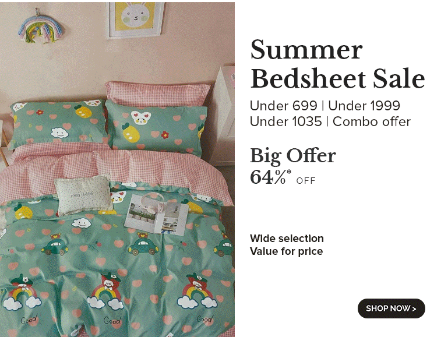 Summer
Bedsheet Sale
Under 699 | Under 1999
Under 1035 | Combo offer
Big Offer
64%* OFF
Wide selection
Value for price
SHOP NOW >
Good
Good